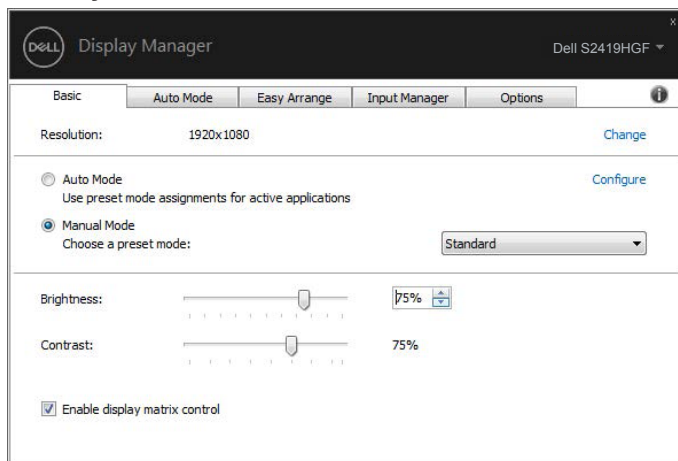 x
DELL Display Manager Dell S2419HGF
Basic Auto Mode Easy Arrange Input Manager Options
Resolution: 1920x1080 Change
Auto Mode Configure
Use preset mode assignments for active applications
Manual Mode
Choose a preset mode: Standard
Brightness: 75%
Contrast: 75%
Enable display matrix control